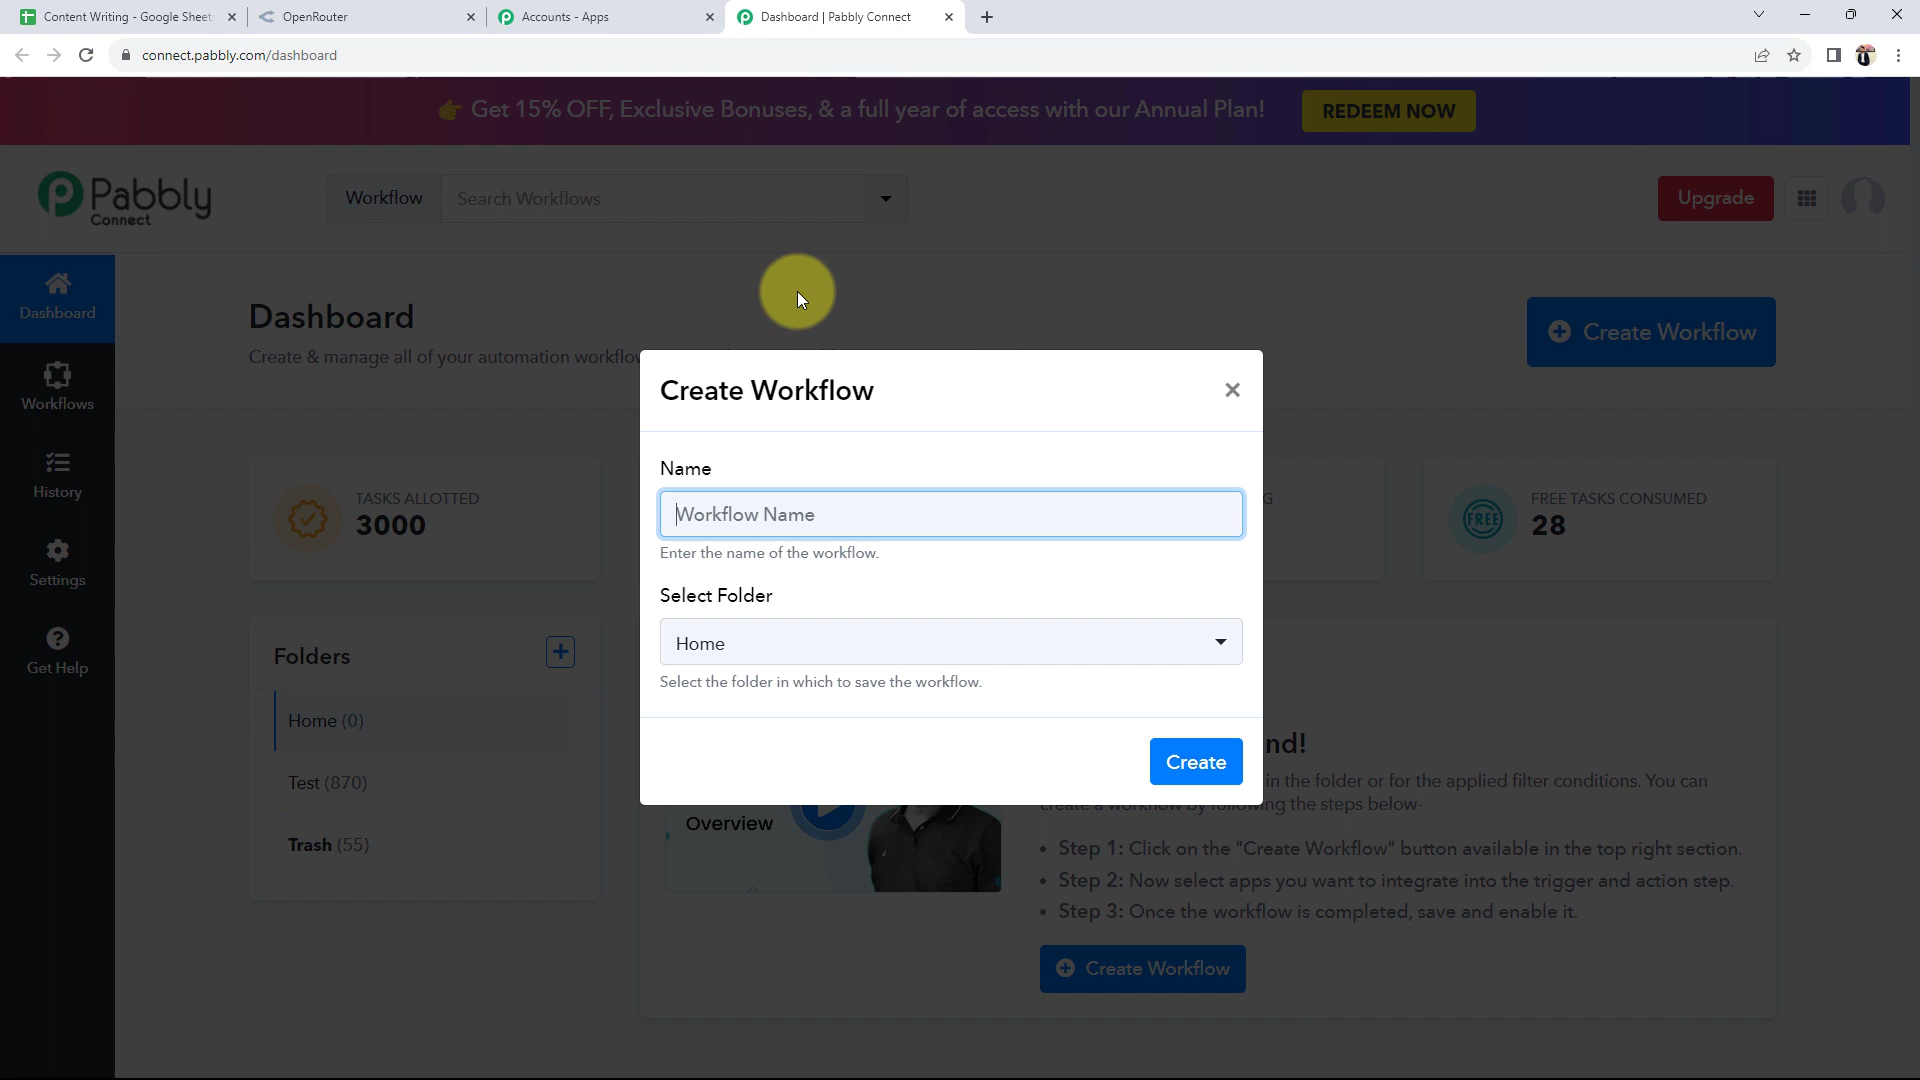 Content Writing - Google Sheets
OpenRouter
Accounts - Apps
Dashboard | Pabbly Connect
connect.pabbly.com/dashboard
👉 Get 15% OFF, Exclusive Bonuses, & a full year of access with our Annual Plan!
REDEEM NOW
Pabbly
Connect
Workflow
Search Workflows
Upgrade
Dashboard
Workflows
History
Settings
Get Help
Dashboard
Create & manage all of your automation workflow
Create Workflow
TASKS ALLOTTED
3000
G
FREE
FREE TASKS CONSUMED
28
Folders
Home (0)
Test (870)
Trash (55)
Create Workflow
Name
Workflow Name
Enter the name of the workflow.
Select Folder
Home
Select the folder in which to save the workflow.
Create
Overview
nd!
in the folder or for the applied filter conditions. You can
create a workflow by following the steps below-
• Step 1: Click on the "Create Workflow" button available in the top right section.
• Step 2: Now select apps you want to integrate into the trigger and action step.
• Step 3: Once the workflow is completed, save and enable it.
Create Workflow